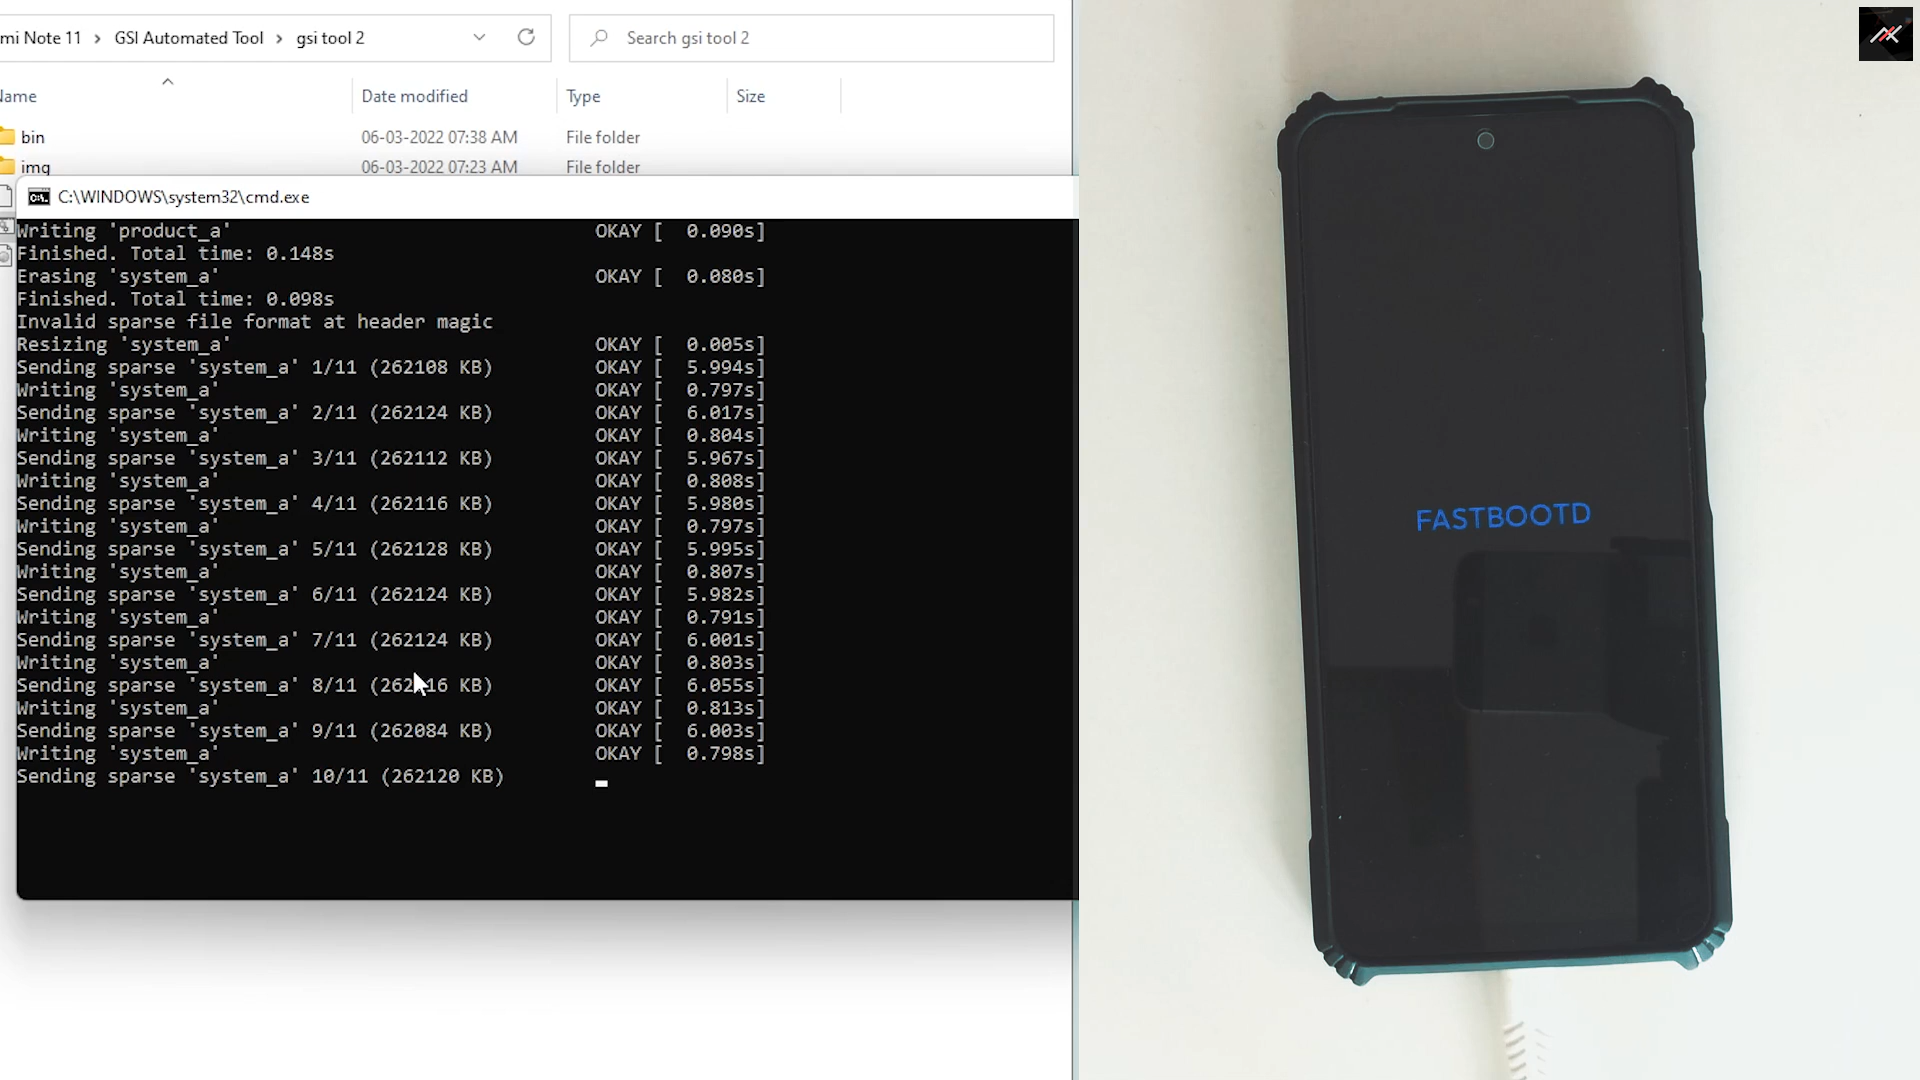 mi Note 11 > GSI Automated Tool > gsi tool 2
Search gsi tool 2
Name Date modified Type Size
bin 06-03-2022 07:38 AM File folder
img 06-03-2022 07:23 AM File folder
C:\WINDOWS\system32\cmd.exe
Writing 'product_a' OKAY [ 0.090s]
Finished. Total time: 0.148s
Erasing 'system_a' OKAY [ 0.080s]
Finished. Total time: 0.098s
Invalid sparse file format at header magic
Resizing 'system_a' OKAY [ 0.005s]
Sending sparse 'system_a' 1/11 (262108 KB) OKAY [ 5.994s]
Writing 'system_a' OKAY [ 0.797s]
Sending sparse 'system_a' 2/11 (262124 KB) OKAY [ 6.017s]
Writing 'system_a' OKAY [ 0.804s]
Sending sparse 'system_a' 3/11 (262112 KB) OKAY [ 5.967s]
Writing 'system_a' OKAY [ 0.808s]
Sending sparse 'system_a' 4/11 (262116 KB) OKAY [ 5.980s]
Writing 'system_a' OKAY [ 0.797s]
Sending sparse 'system_a' 5/11 (262128 KB) OKAY [ 5.995s]
Writing 'system_a' OKAY [ 0.807s]
Sending sparse 'system_a' 6/11 (262124 KB) OKAY [ 5.982s]
Writing 'system_a' OKAY [ 0.791s]
Sending sparse 'system_a' 7/11 (262124 KB) OKAY [ 6.001s]
Writing 'system_a' OKAY [ 0.803s]
Sending sparse 'system_a' 8/11 KB) OKAY [ 6.055s]
Writing 'system_a' OKAY [ 0.813s]
Sending sparse 'system_a' 9/11 (262084 KB) OKAY [ 6.003s]
Writing 'system_a' OKAY [ 0.798s]
Sending sparse 'system_a' 10/11 (262120 KB)
FASTBOOTD